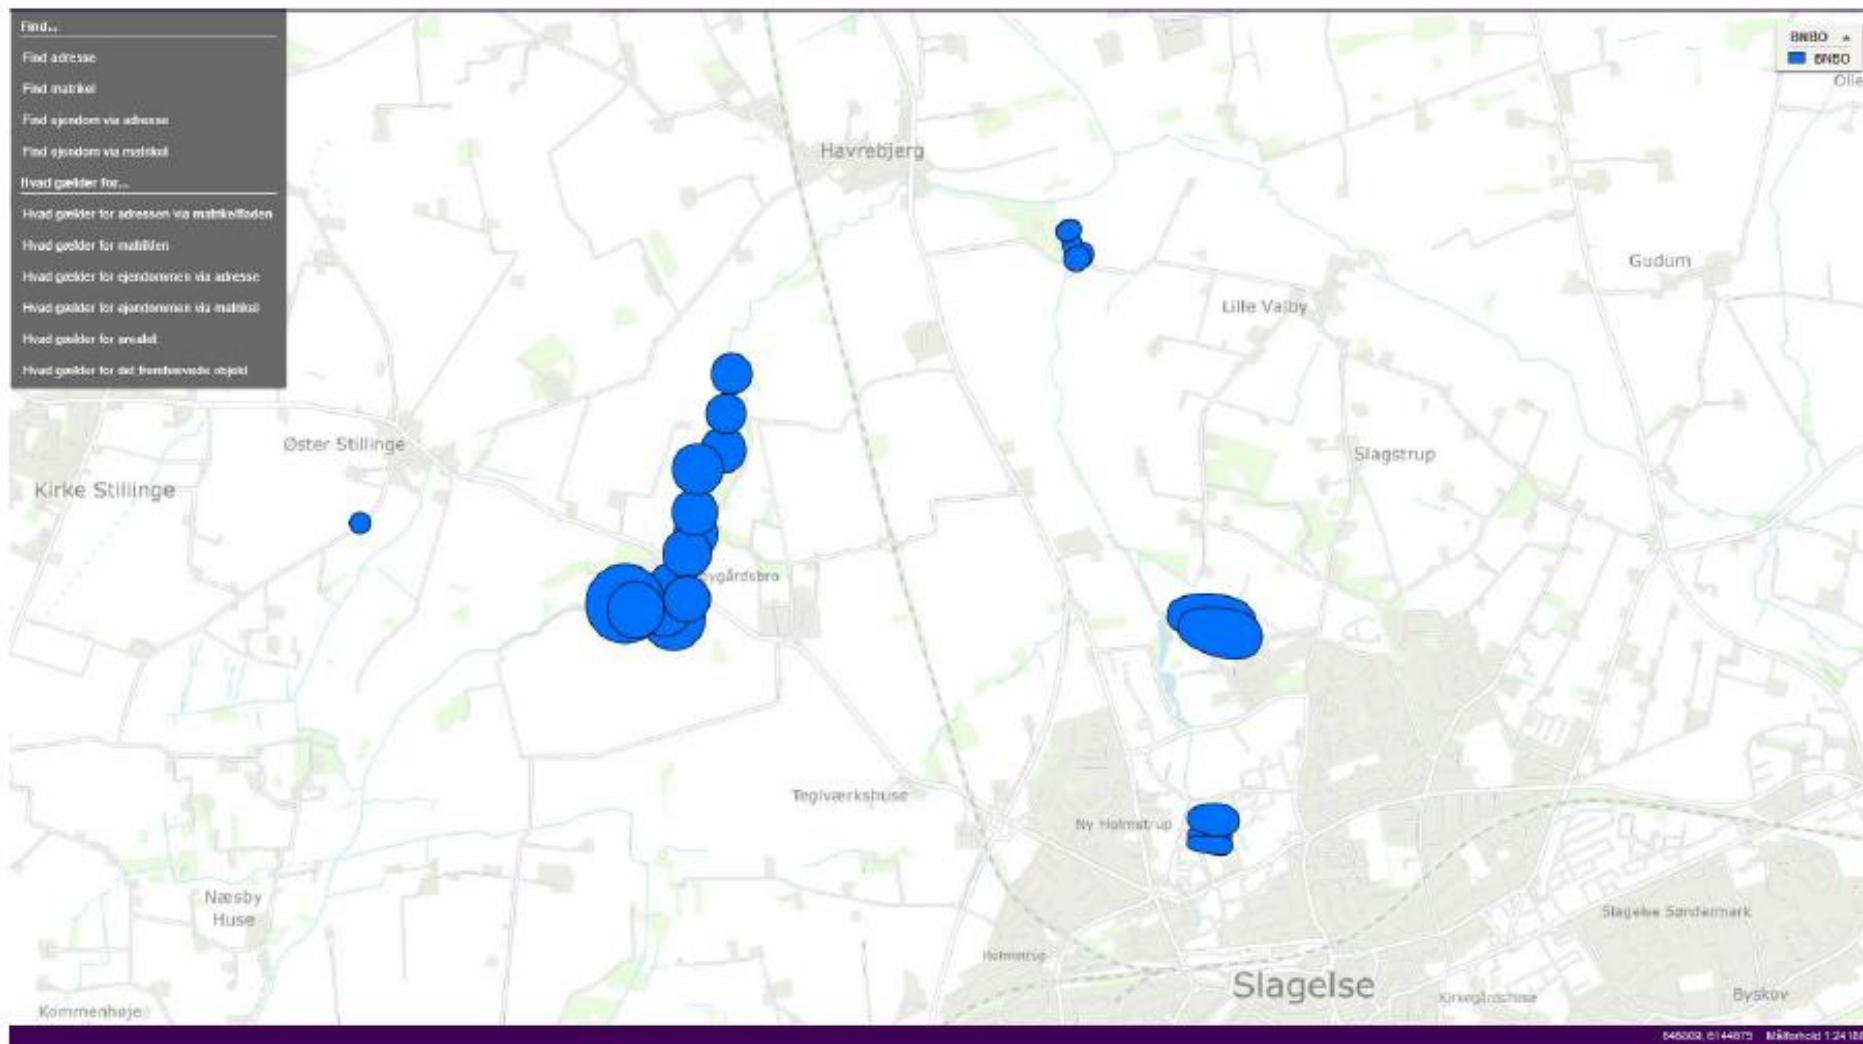 Find...
Find adresse
Find matrikel
Find ejendom via adresse
Find ejendom via matrikel
Hvad gælder for...
Hvad gælder for adressen via matrikelfladen
Hvad gælder for matriklen
Hvad gælder for ejendommen via adresse
Hvad gælder for ejendommen via matrikel
Hvad gælder for arealet
Hvad gælder for det fremhævede objekt
BNBO
BNBO
Havrebjerg
Gudum
Lille Valby
Øster Stillinge
Slagstrup
Kirke Stillinge
ygårdsbro
Teglværkshuse
Ny Holmstrup
Næsby
Huse
Slagelse Søndermark
Holmstrup
Slagelse
Kirkegårdshuse
Byskov
Kommenhøje
Målforhold